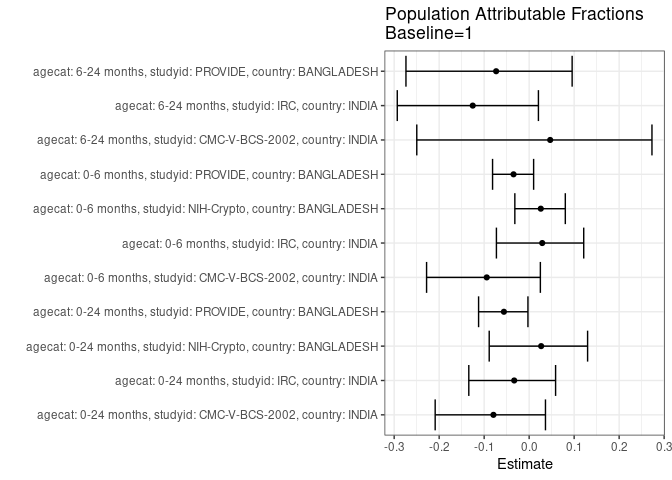 Population Attributable Fractions
Baseline=1
agecat: 6-24 months, studyid: PROVIDE, country: BANGLADESH
agecat: 6-24 months, studyid: IRC, country: INDIA
agecat: 6-24 months, studyid: CMC-V-BCS-2002, country: INDIA
agecat: 0-6 months, studyid: PROVIDE, country: BANGLADESH
agecat: 0-6 months, studyid: NIH-Crypto, country: BANGLADESH
agecat: 0-6 months, studyid: IRC, country: INDIA
agecat: 0-6 months, studyid: CMC-V-BCS-2002, country: INDIA
agecat: 0-24 months, studyid: PROVIDE, country: BANGLADESH
agecat: 0-24 months, studyid: NIH-Crypto, country: BANGLADESH
agecat: 0-24 months, studyid: IRC, country: INDIA
agecat: 0-24 months, studyid: CMC-V-BCS-2002, country: INDIA
-0.3 -0.2 -0.1 0.0 0.1 0.2 0.3
Estimate